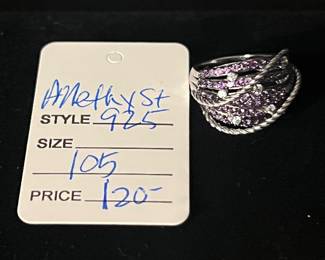 Amethyst
STYLE 925
SIZE
105
PRICE 120-